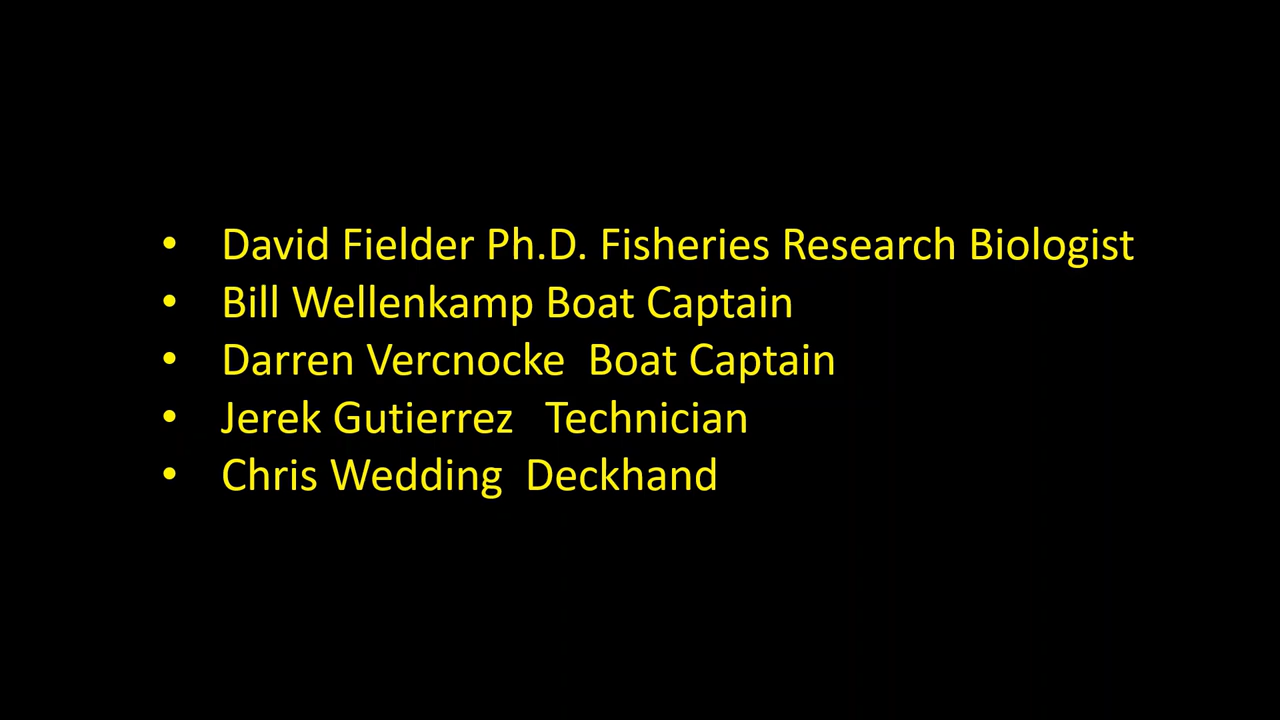 • David Fielder Ph.D. Fisheries Research Biologist
• Bill Wellenkamp Boat Captain
• Darren Vercnocke  Boat Captain
• Jerek Gutierrez   Technician
• Chris Wedding  Deckhand